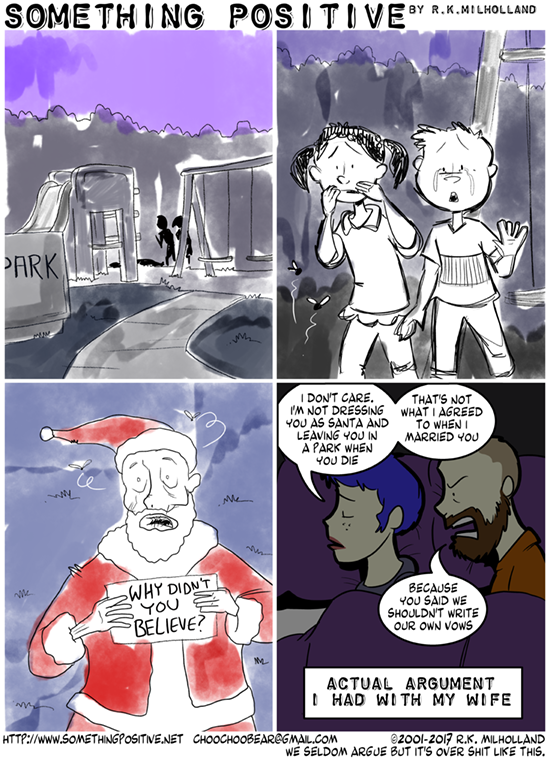 SOMETHING POSITIVE BY R.K.MILHOLLAND
PARK
WHY DIDN'T
YOU
BELIEVE?
I DON'T CARE.
I'M NOT DRESSING
YOU AS SANTA AND
LEAVING YOU IN
A PARK WHEN
YOU DIE
THAT'S NOT
WHAT I AGREED
TO WHEN I
MARRIED YOU
BECAUSE
YOU SAID WE
SHOULDN'T WRITE
OUR OWN VOWS
ACTUAL ARGUMENT
I HAD WITH MY WIFE
HTTP://WWW.SOMETHINGPOSITIVE.NET CHOOCHOOBEAR@GMAIL.COM ©2001-2017 R.K. MILHOLLAND
WE SELDOM ARGUE BUT IT'S OVER SHIT LIKE THIS.